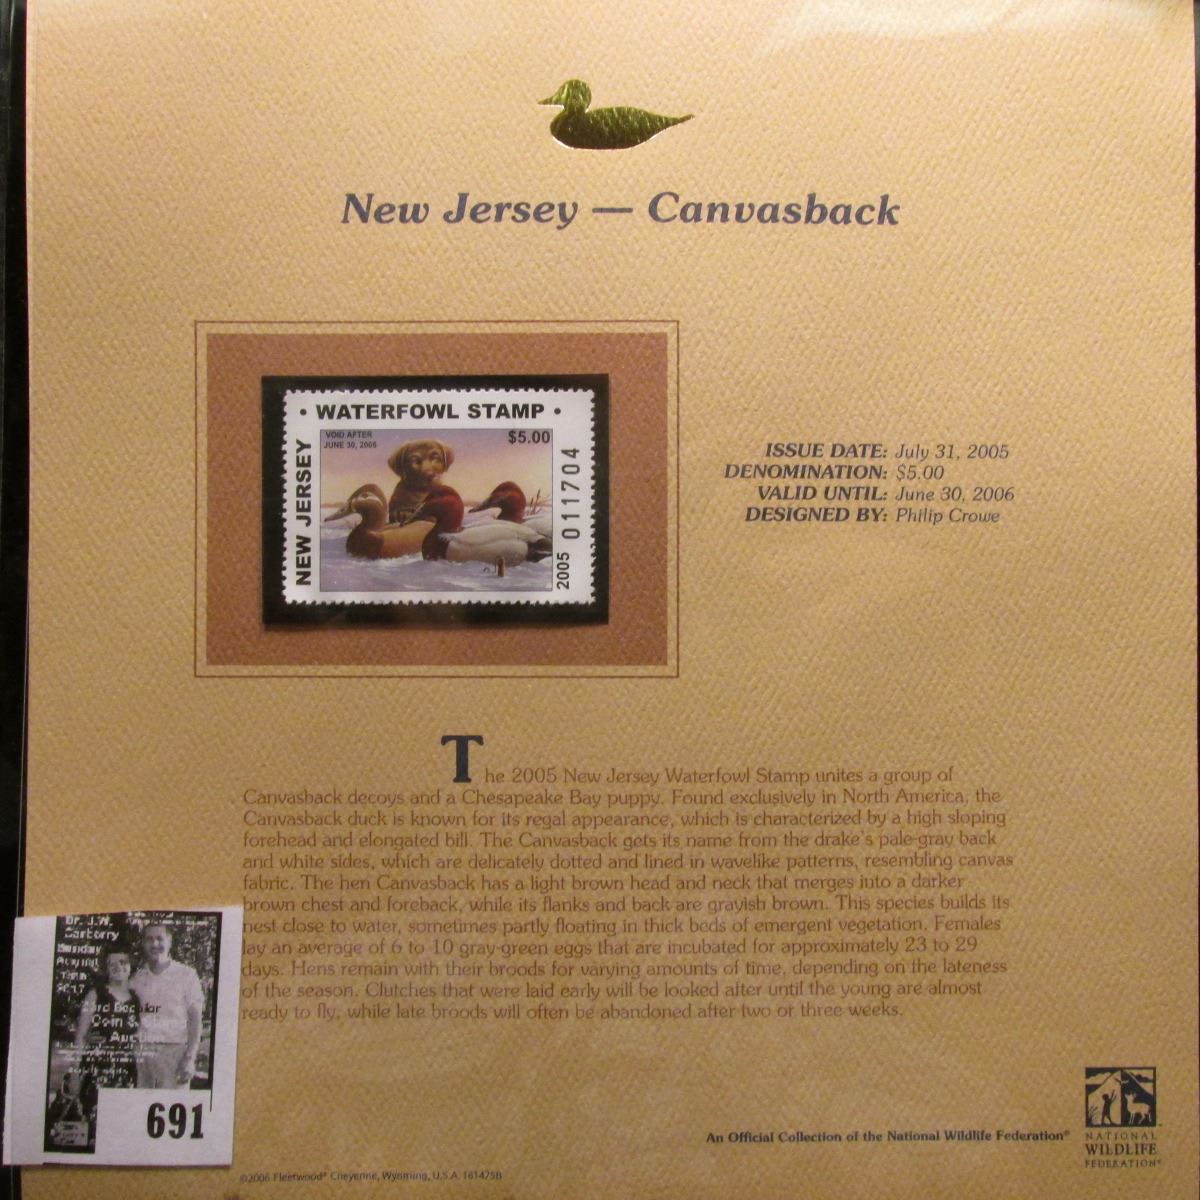 New Jersey — Canvasback
• WATERFOWL STAMP •
VOID AFTER
JUNE 30, 2006
$5.00
NEW JERSEY
2005 011704
ISSUE DATE: July 31, 2005
DENOMINATION: $5.00
VALID UNTIL: June 30, 2006
DESIGNED BY: Philip Crowe
The 2005 New Jersey Waterfowl Stamp unites a group of
Canvasback decoys and a Chesapeake Bay puppy. Found exclusively in North America, the
Canvasback duck is known for its regal appearance, which is characterized by a high sloping
forehead and elongated bill. The Canvasback gets its name from the drake's pale-gray back
and white sides, which are delicately dotted and lined in wavelike patterns, resembling canvas
fabric. The hen Canvasback has a light brown head and neck that merges into a darker
brown chest and foreback, while its flanks and back are grayish brown. This species builds its
nest close to water, sometimes partly floating in thick beds of emergent vegetation. Females
lay an average of 6 to 10 gray-green eggs that are incubated for approximately 23 to 29
days. Hens remain with their broods for varying amounts of time, depending on the lateness
of the season. Clutches that were laid early will be looked after until the young are almost
ready to fly, while late broods will often be abandoned after two or three weeks.
Dr. J.W.
Coin &
691
An Official Collection of the National Wildlife Federation®
NATIONAL
WILDLIFE
FEDERATION®
©2006 Fleetwood® Cheyenne, Wyoming, U.S.A. 161475B